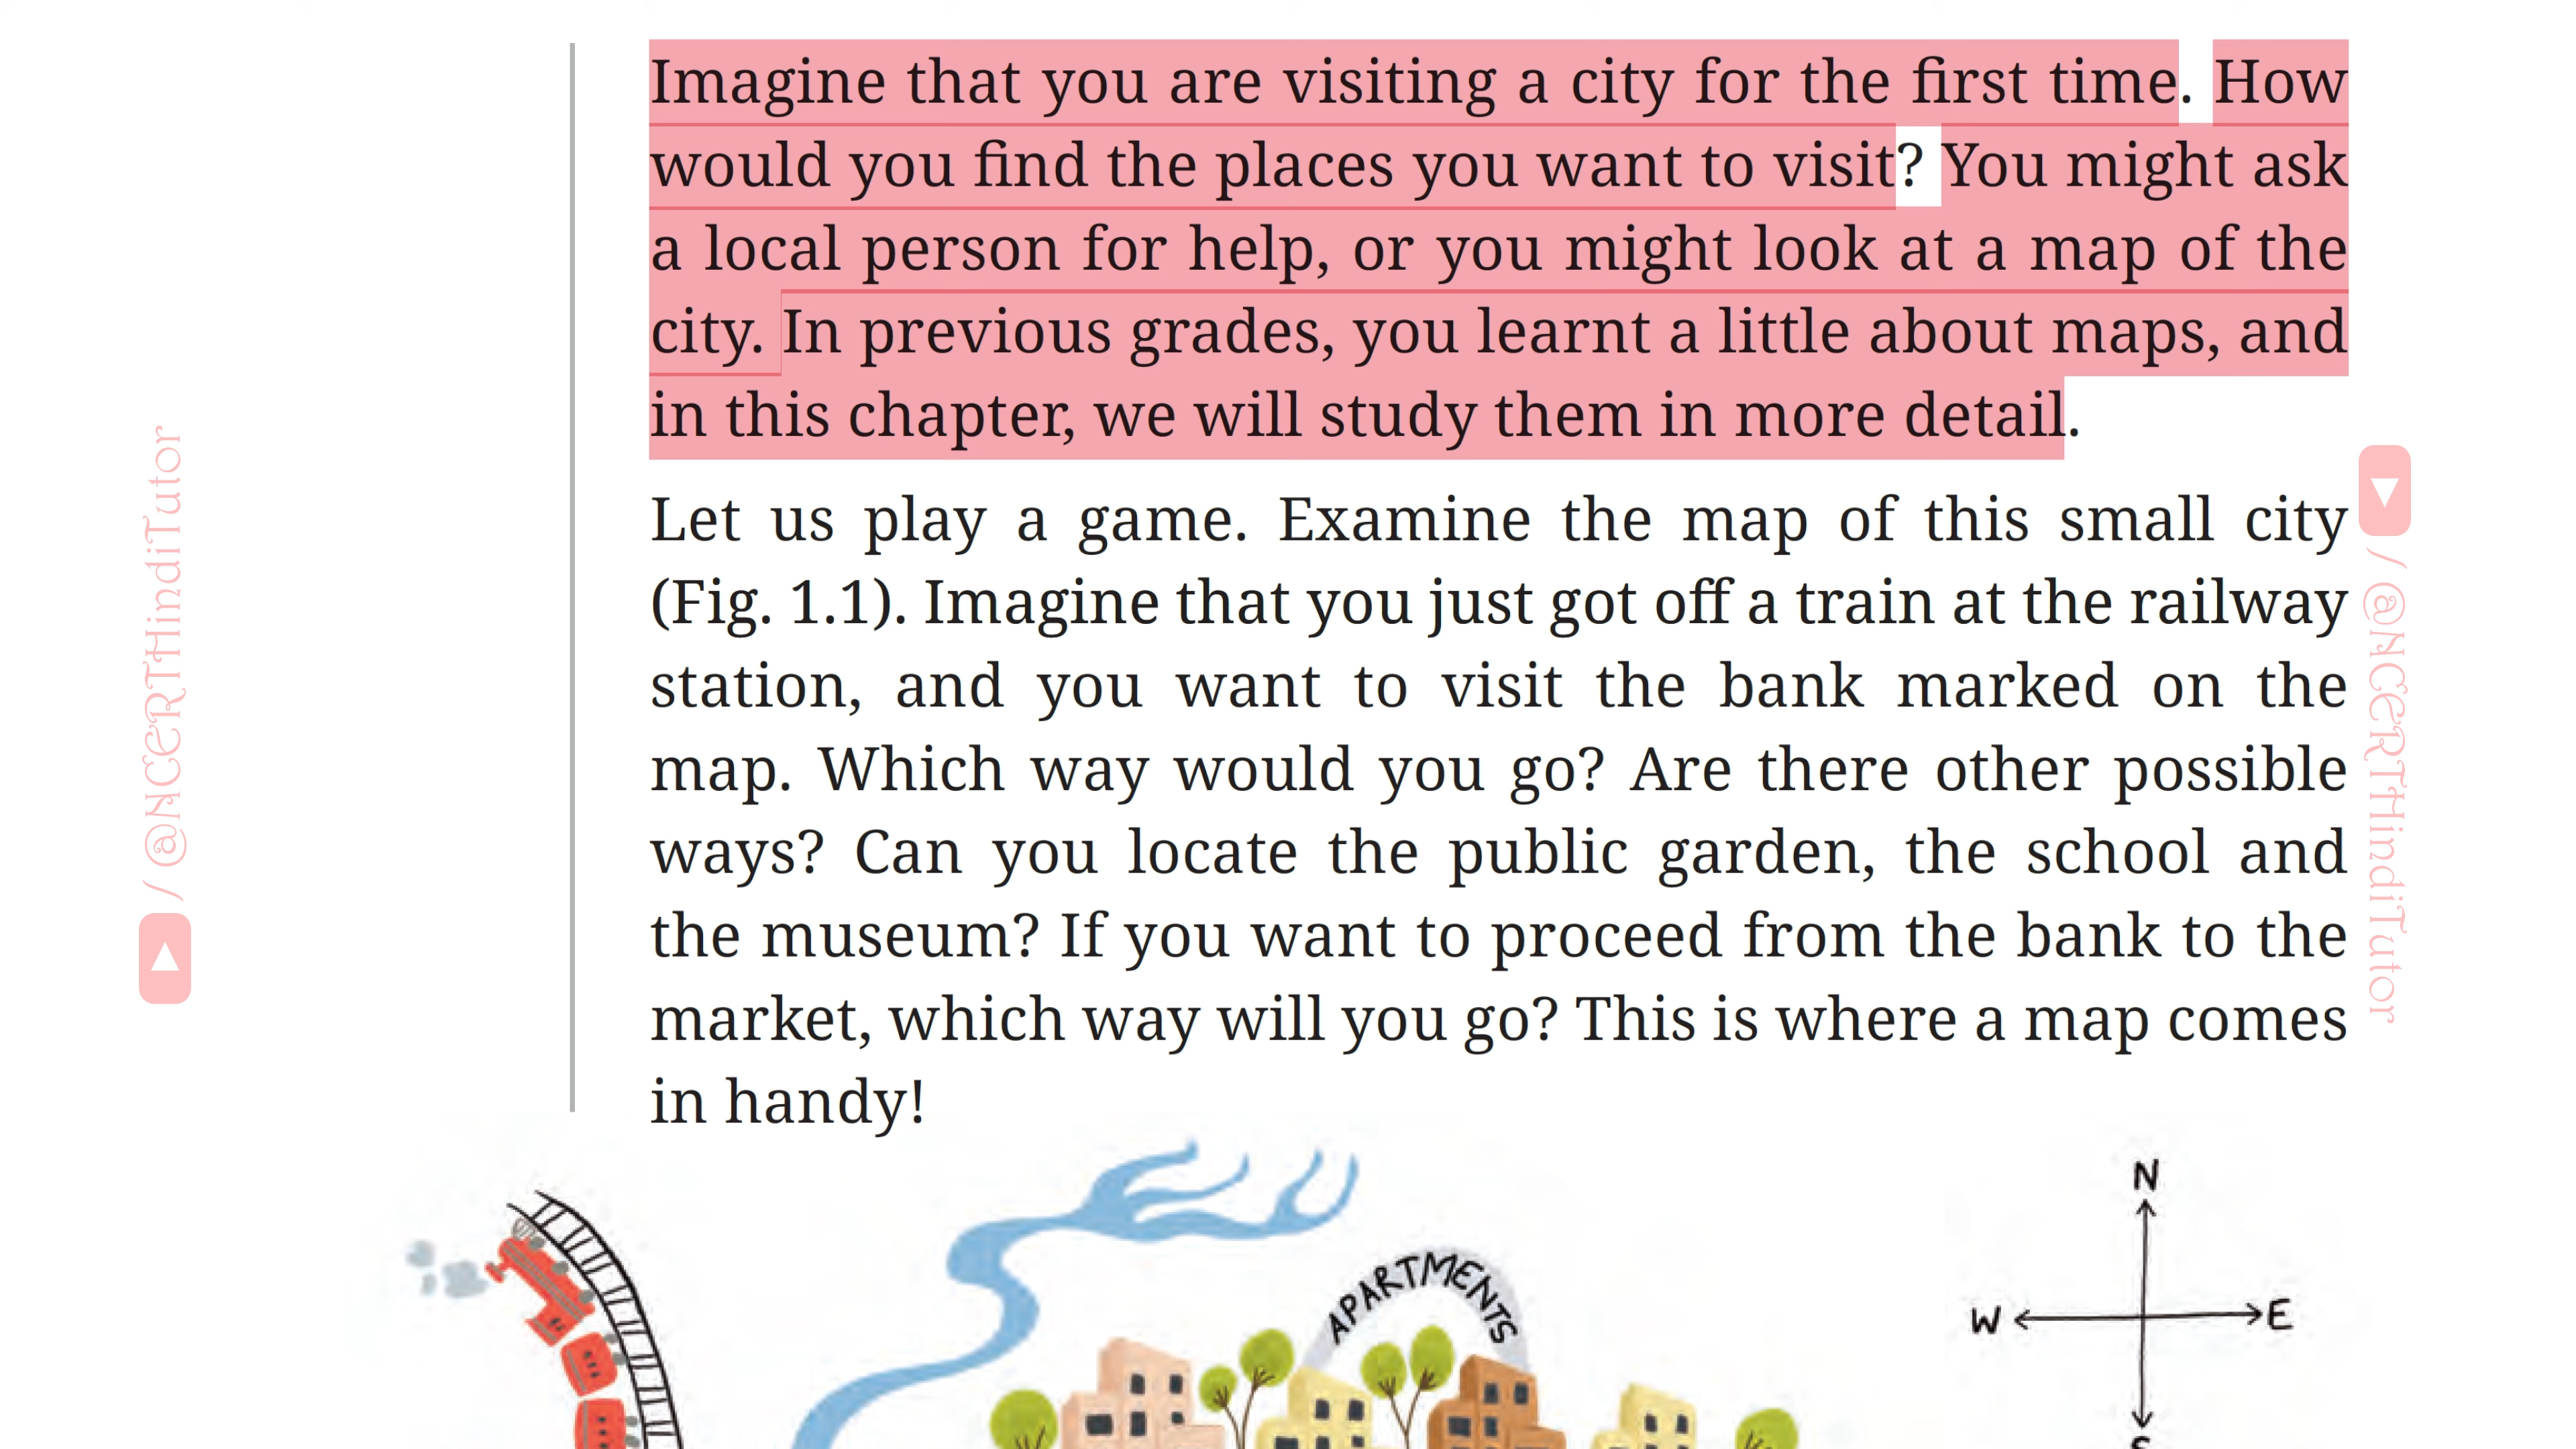 Imagine that you are visiting a city for the first time. How
would you find the places you want to visit? You might ask
a local person for help, or you might look at a map of the
city. In previous grades, you learnt a little about maps, and
in this chapter, we will study them in more detail.
Let us play a game. Examine the map of this small city
(Fig. 1.1). Imagine that you just got off a train at the railway
station, and you want to visit the bank marked on the
map. Which way would you go? Are there other possible
ways? Can you locate the public garden, the school and
the museum? If you want to proceed from the bank to the
market, which way will you go? This is where a map comes
in handy!
/ @NCERTHindiTutor
/ @NCERTHindiTutor
APARTMENTS
N
W
E
S